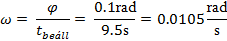 ω = φ / t_beáll = 0.1rad / 9.5s = 0.0105 rad / s